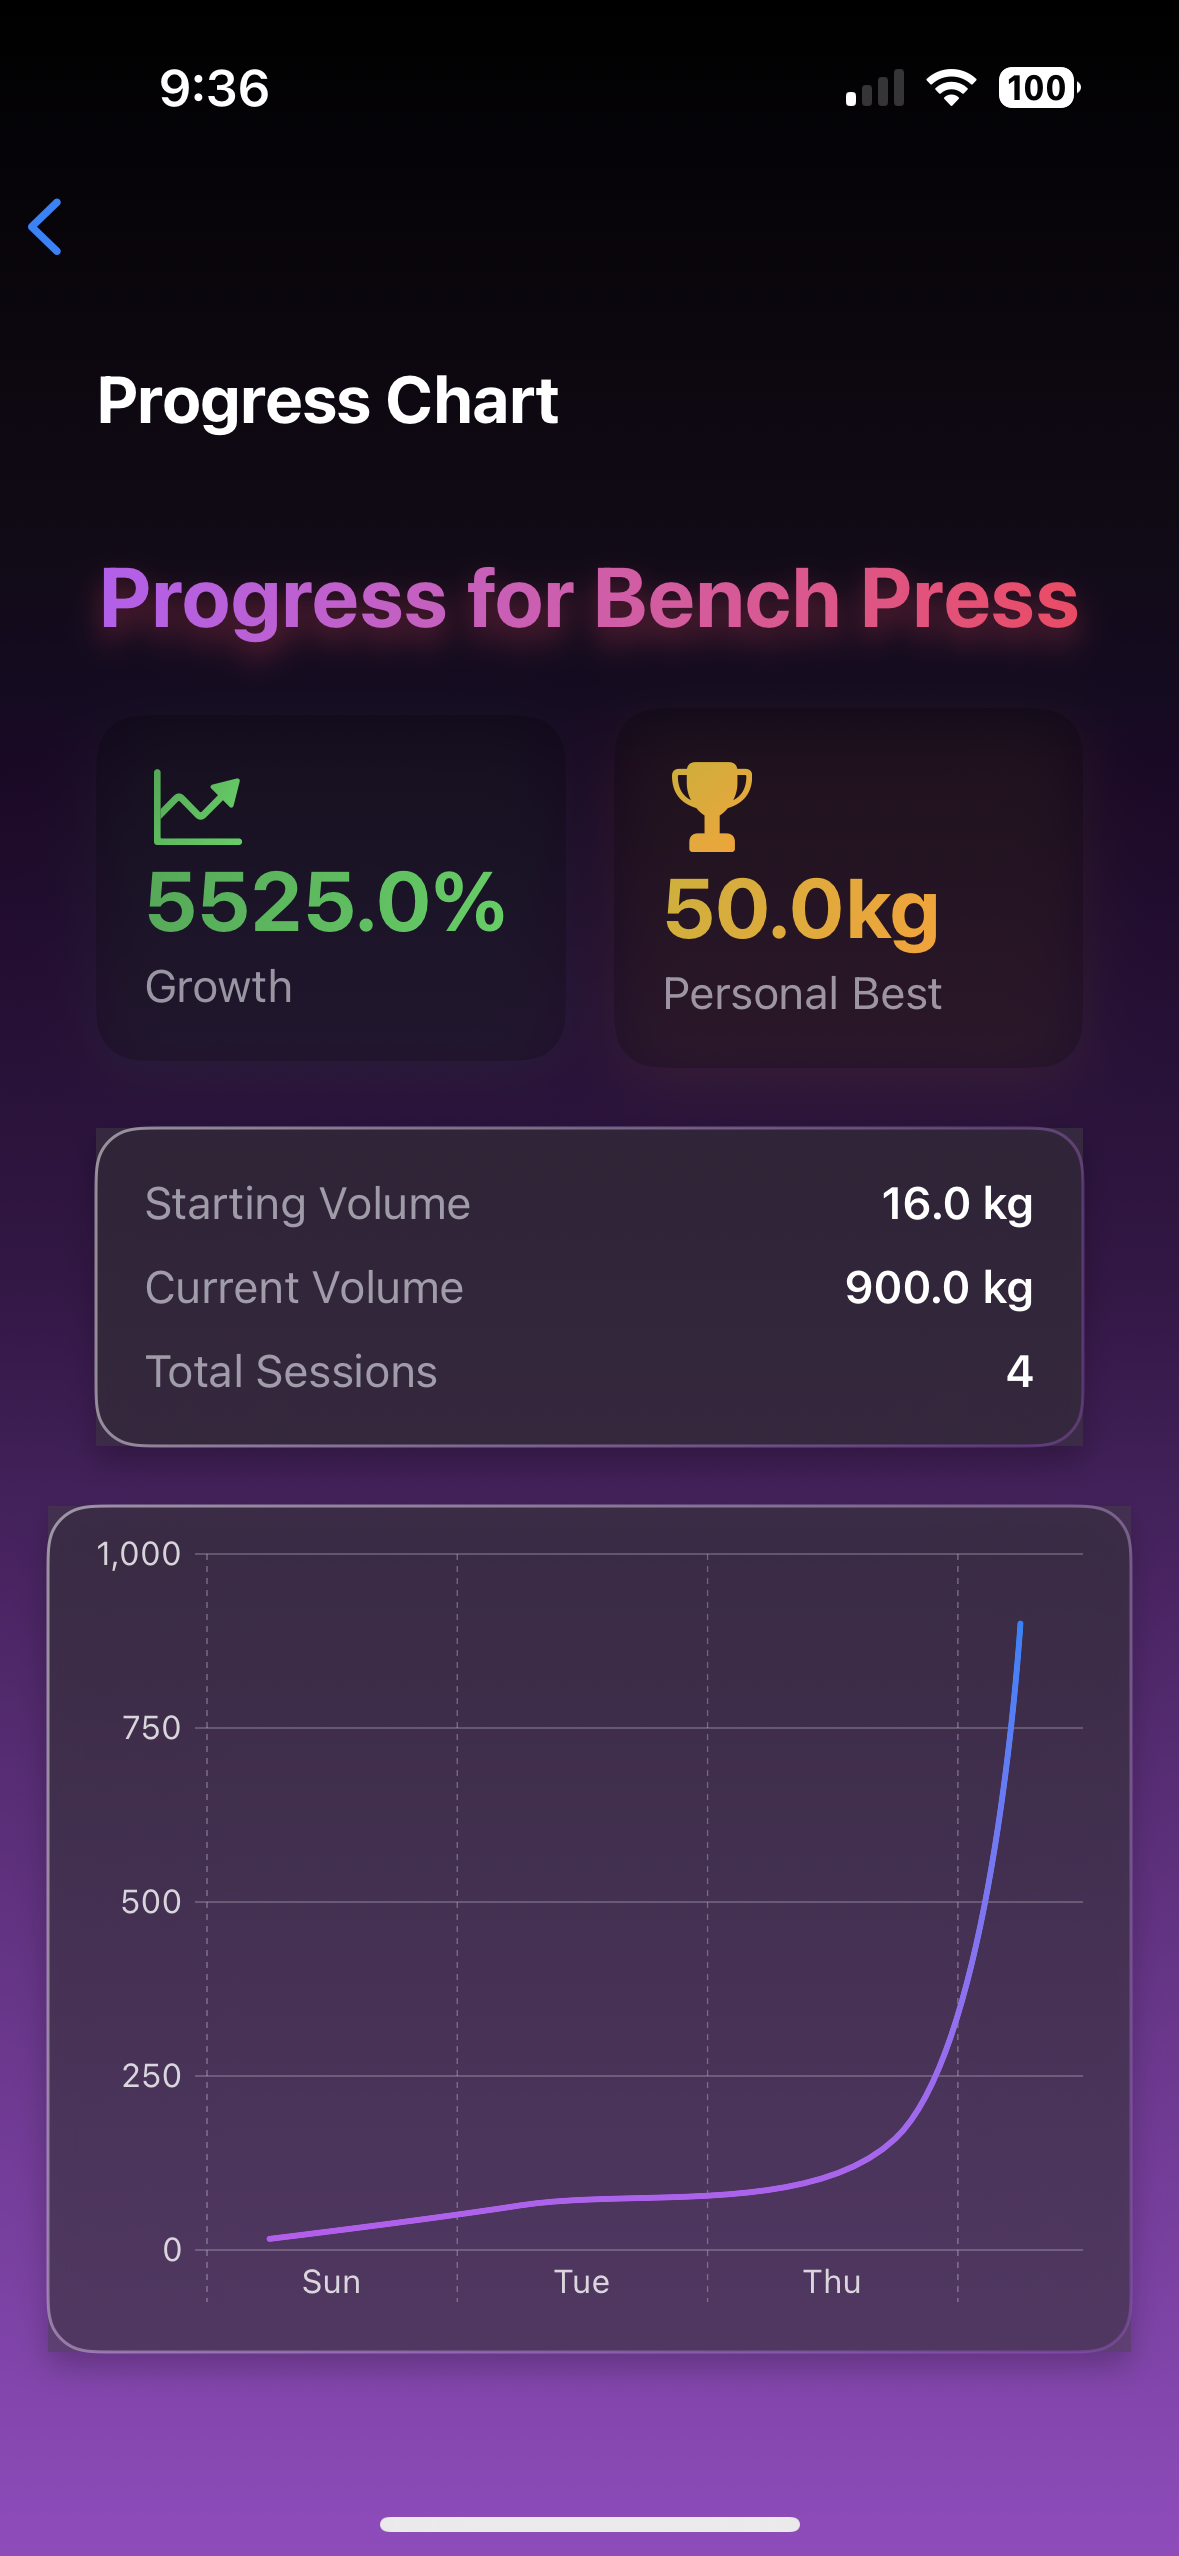 9:36
100
Progress Chart
Progress for Bench Press
5525.0%
Growth
50.0kg
Personal Best
Starting Volume 16.0 kg
Current Volume 900.0 kg
Total Sessions 4
1,000
750
500
250
0
Sun Tue Thu